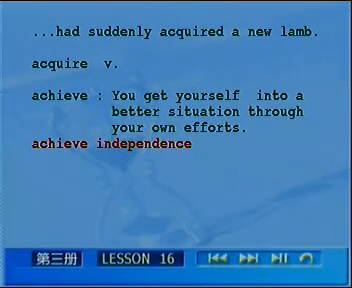 ...had suddenly acquired a new lamb.
acquire v.
achieve : You get yourself into a
better situation through
your own efforts.
achieve independence
第三册 LESSON 16